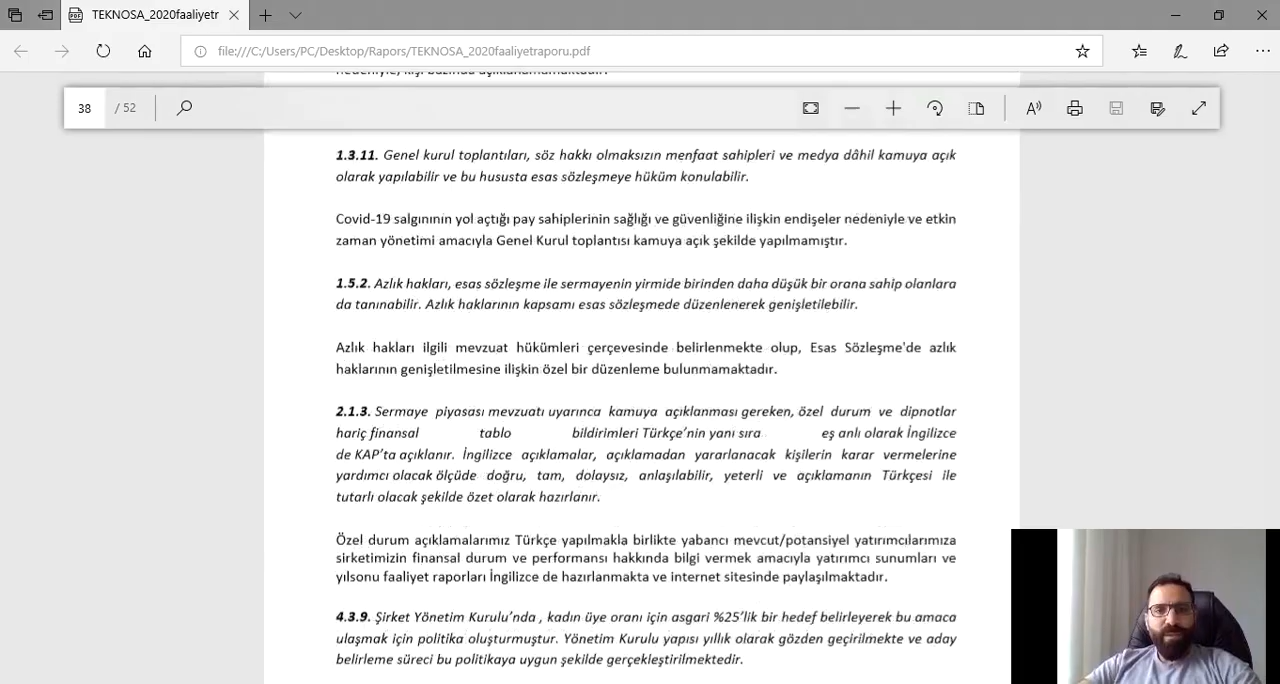 TEKNOSA_2020faaliyetr
file:///C:/Users/PC/Desktop/Rapors/TEKNOSA_2020faaliyetraporu.pdf
nedeniyle, kişi bazında açıklanamamaktadır.
38 / 52
1.3.11. Genel kurul toplantıları, söz hakkı olmaksızın menfaat sahipleri ve medya dâhil kamuya açık
olarak yapılabilir ve bu hususta esas sözleşmeye hüküm konulabilir.
Covid-19 salgınının yol açtığı pay sahiplerinin sağlığı ve güvenliğine ilişkin endişeler nedeniyle ve etkin
zaman yönetimi amacıyla Genel Kurul toplantısı kamuya açık şekilde yapılmamıştır.
1.5.2. Azlık hakları, esas sözleşme ile sermayenin yirmide birinden daha düşük bir orana sahip olanlara
da tanınabilir. Azlık haklarının kapsamı esas sözleşmede düzenlenerek genişletilebilir.
Azlık hakları ilgili mevzuat hükümleri çerçevesinde belirlenmekte olup, Esas Sözleşme'de azlık
haklarının genişletilmesine ilişkin özel bir düzenleme bulunmamaktadır.
2.1.3. Sermaye piyasası mevzuatı uyarınca kamuya açıklanması gereken, özel durum ve dipnotlar
hariç finansal tablo bildirimleri Türkçe'nin yanı sıra eş anlı olarak İngilizce
de KAP'ta açıklanır. İngilizce açıklamalar, açıklamadan yararlanacak kişilerin karar vermelerine
yardımcı olacak ölçüde doğru, tam, dolaysız, anlaşılabilir, yeterli ve açıklamanın Türkçesi ile
tutarlı olacak şekilde özet olarak hazırlanır.
Özel durum açıklamalarımız Türkçe yapılmakla birlikte yabancı mevcut/potansiyel yatırımcılarımıza
sirketimizin finansal durum ve performansı hakkında bilgi vermek amacıyla yatırımcı sunumları ve
yılsonu faaliyet raporları İngilizce de hazırlanmakta ve internet sitesinde paylaşılmaktadır.
4.3.9. Şirket Yönetim Kurulu'nda , kadın üye oranı için asgari %25'lik bir hedef belirleyerek bu amaca
ulaşmak için politika oluşturmuştur. Yönetim Kurulu yapısı yıllık olarak gözden geçirilmekte ve aday
belirleme süreci bu politikaya uygun şekilde gerçekleştirilmektedir.